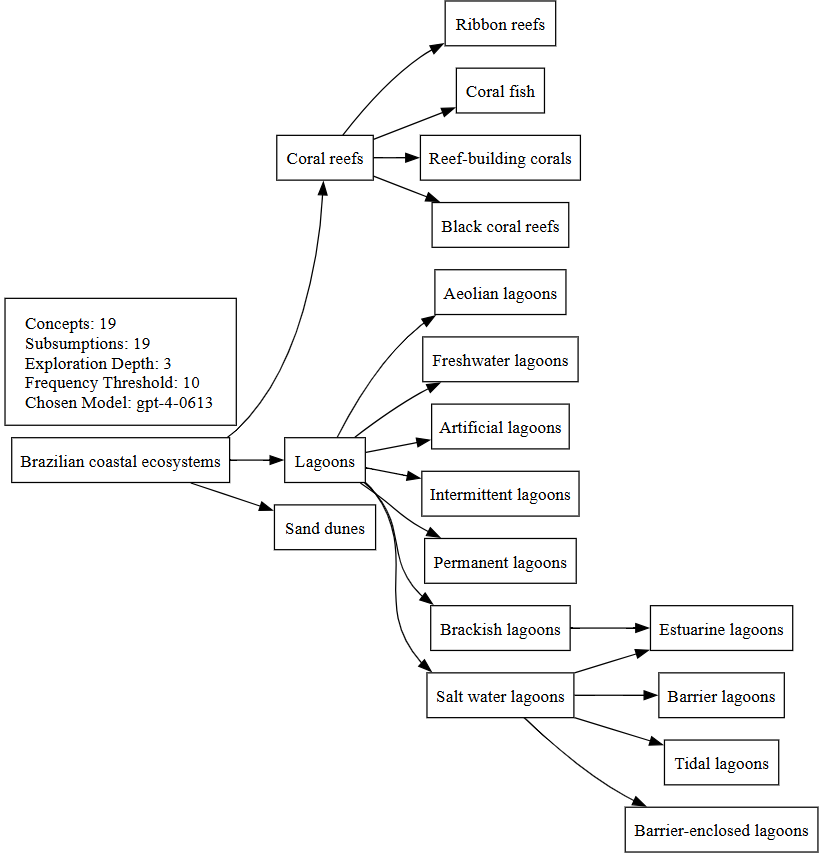 Ribbon reefs
Coral fish
Coral reefs
Reef-building corals
Black coral reefs
Aeolian lagoons
Concepts: 19
Subsumptions: 19
Exploration Depth: 3
Frequency Threshold: 10
Chosen Model: gpt-4-0613
Freshwater lagoons
Artificial lagoons
Brazilian coastal ecosystems
Lagoons
Intermittent lagoons
Sand dunes
Permanent lagoons
Brackish lagoons
Estuarine lagoons
Salt water lagoons
Barrier lagoons
Tidal lagoons
Barrier-enclosed lagoons